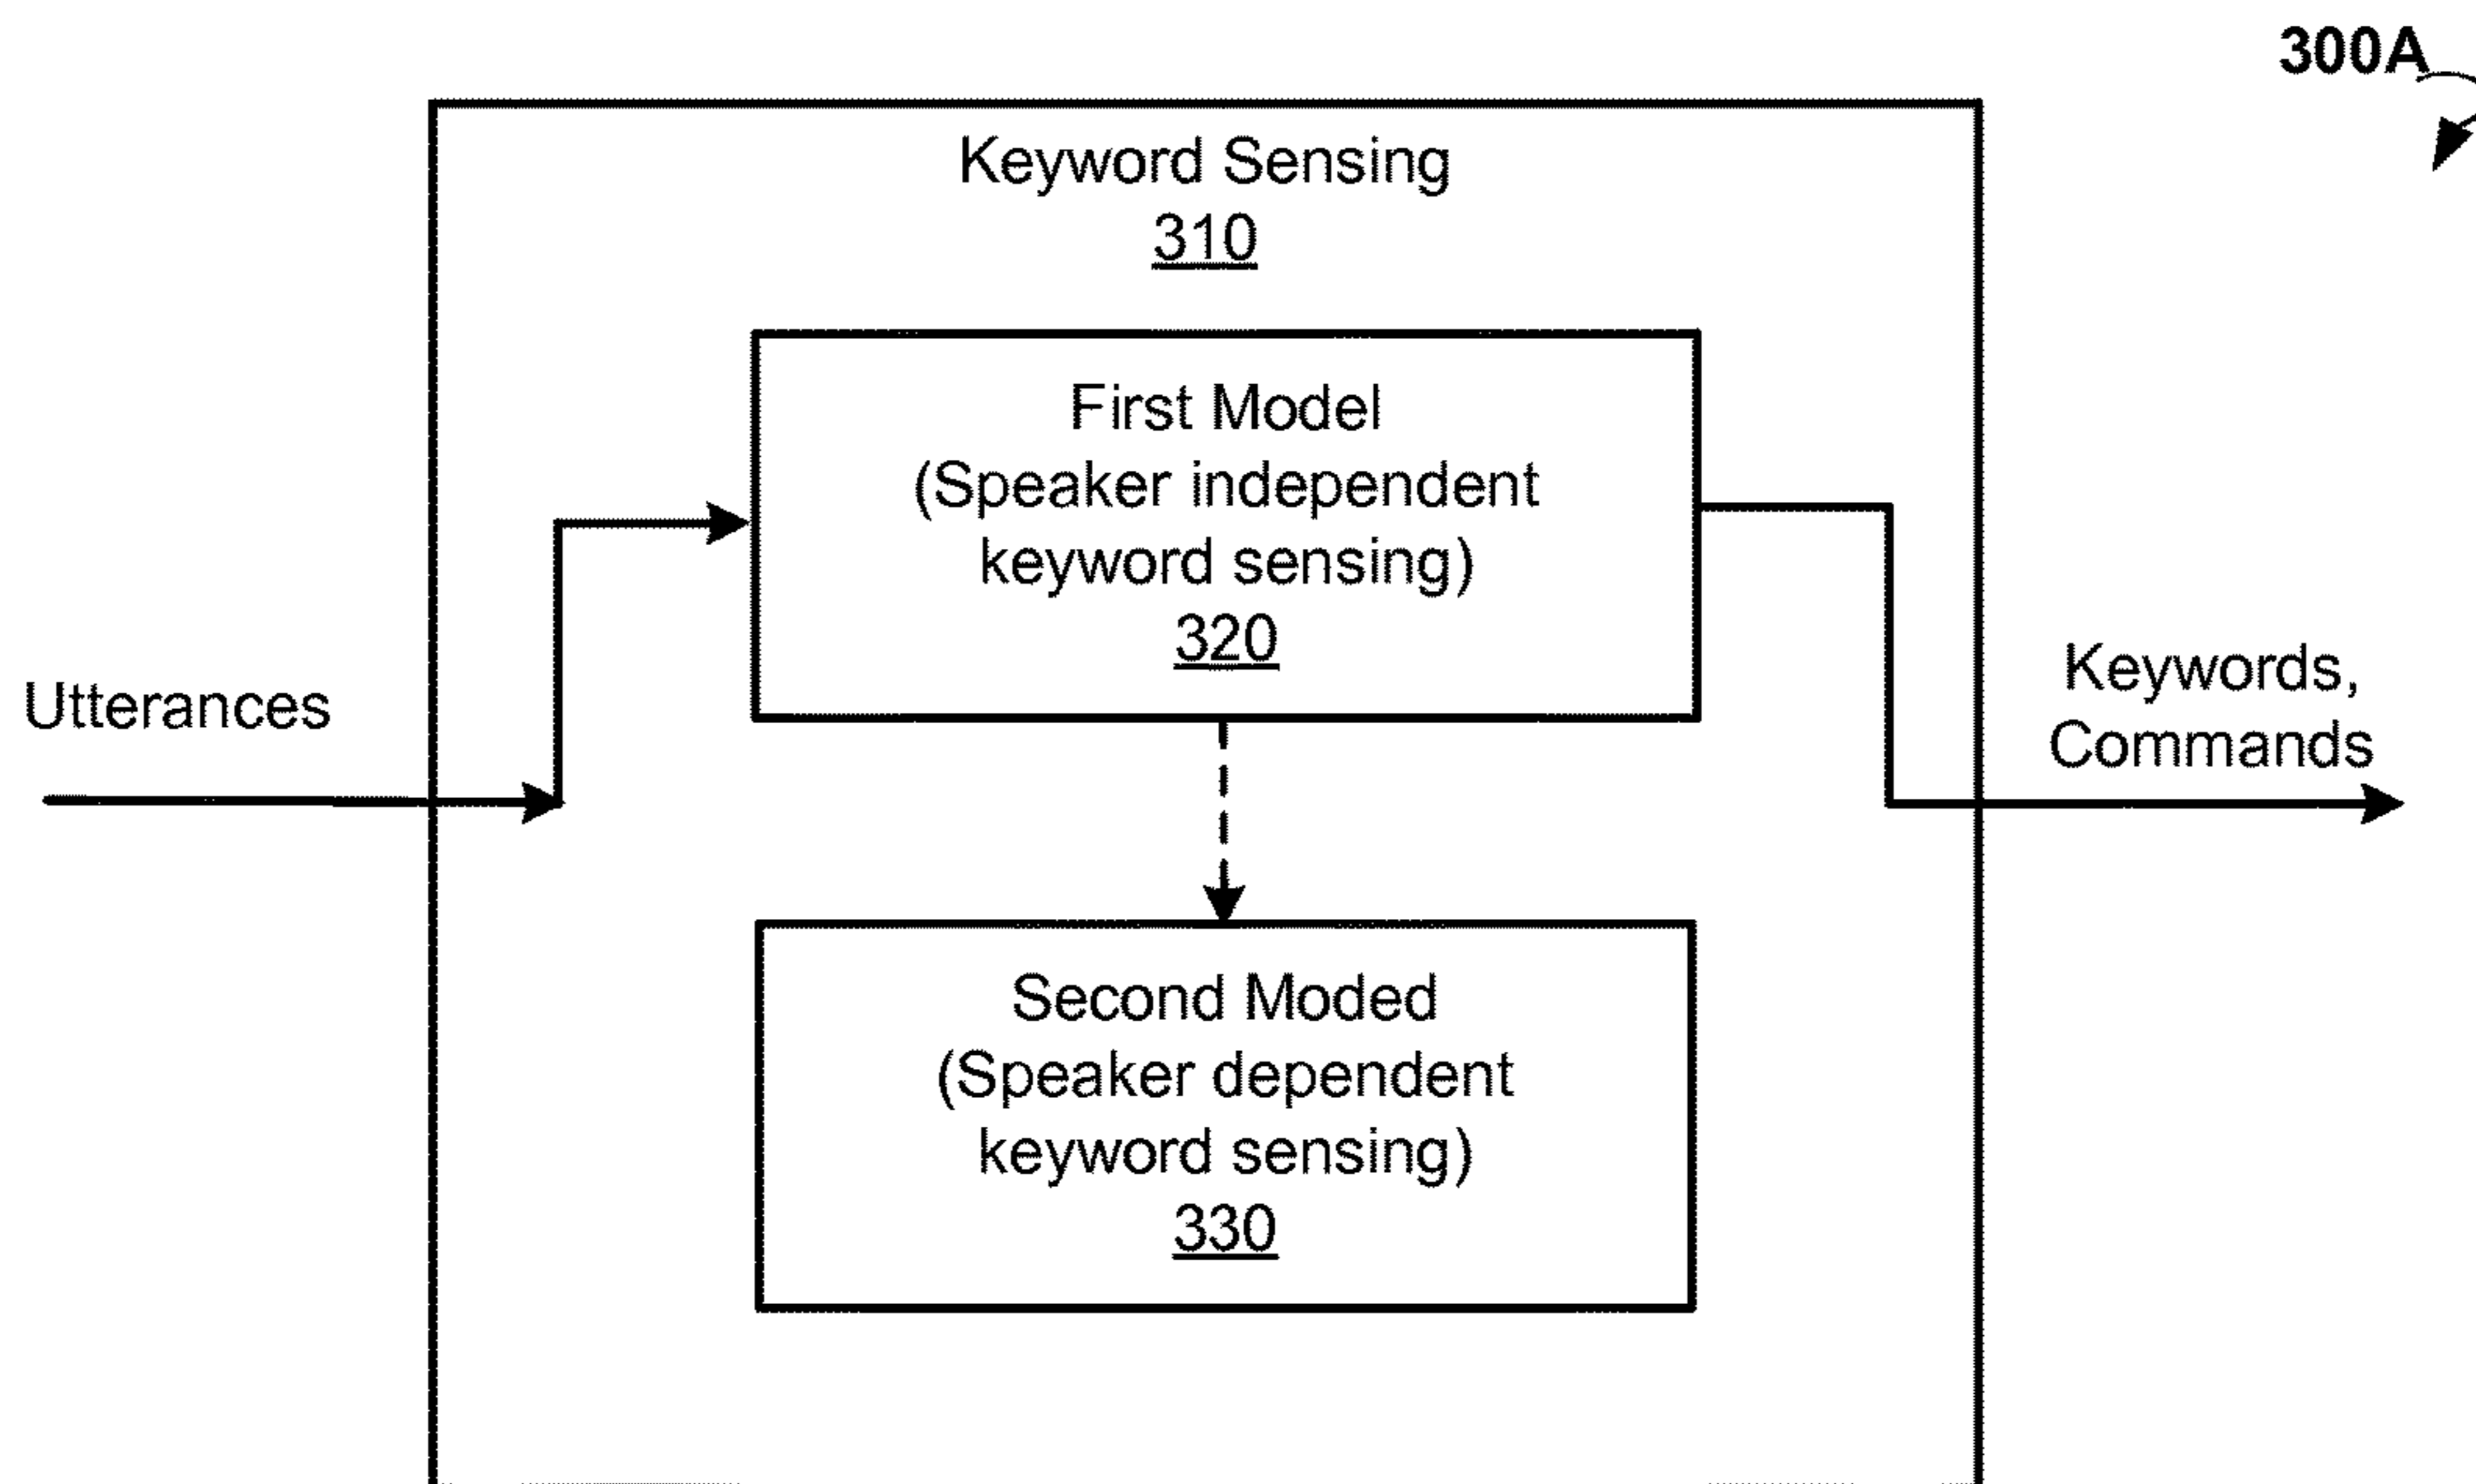 300A
Keyword Sensing
310
First Model
(Speaker independent
keyword sensing)
320
Utterances
Keywords,
Commands
Second Moded
(Speaker dependent
keyword sensing)
330